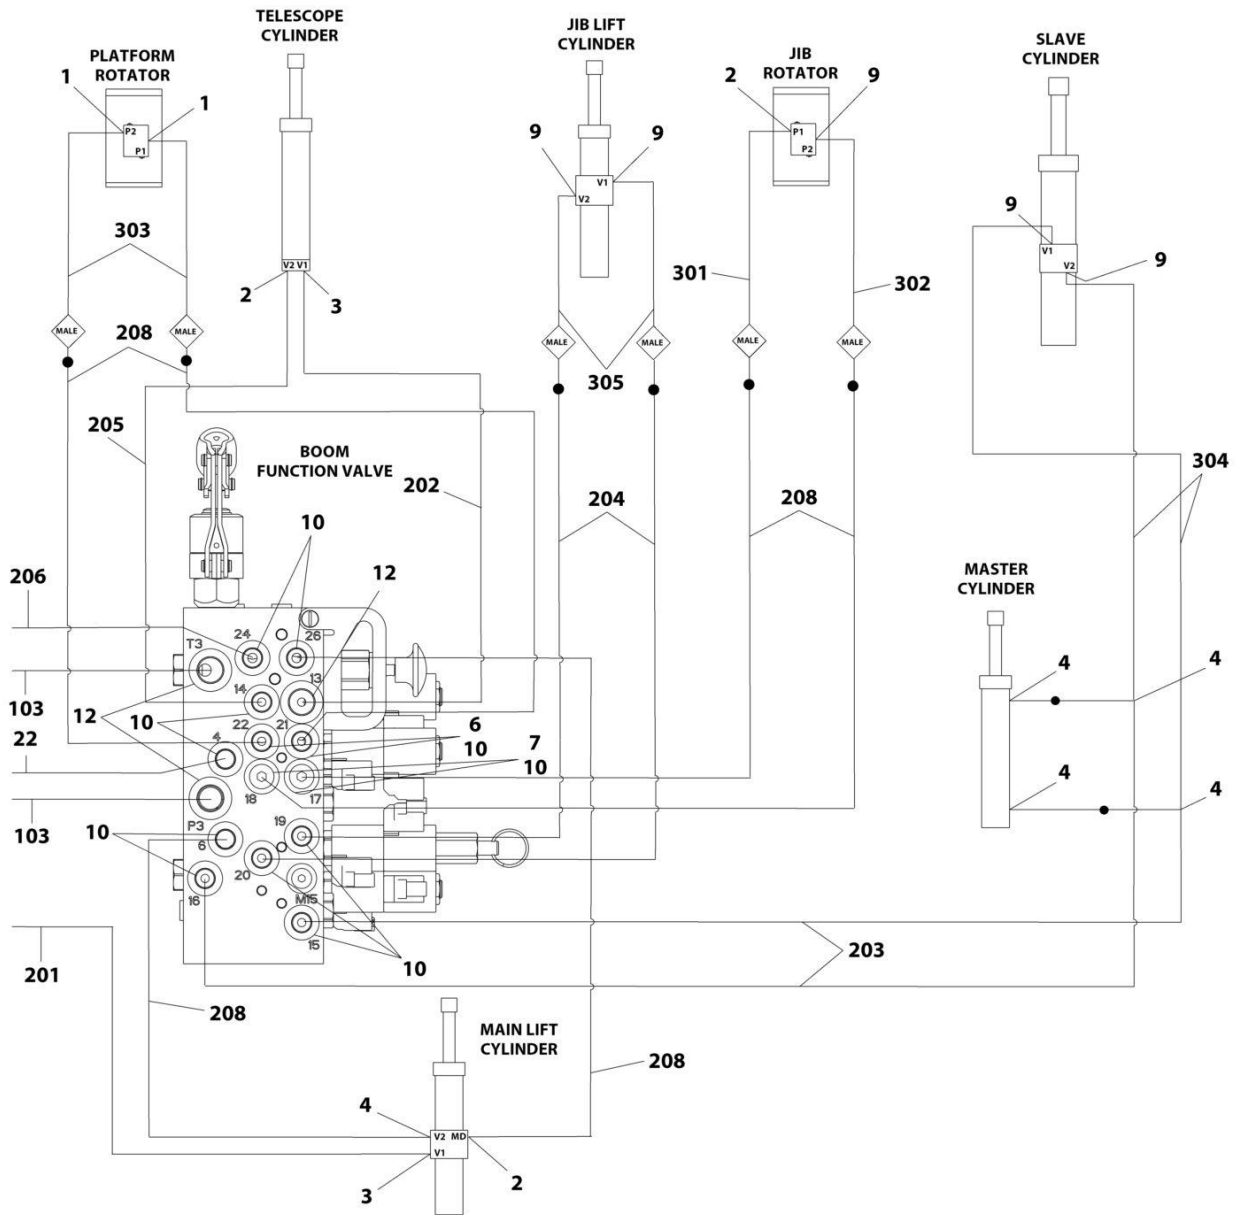 TELESCOPE
CYLINDER
JIB LIFT
CYLINDER
PLATFORM
ROTATOR
JIB
ROTATOR
SLAVE
CYLINDER
1
1
P2
P1
2
9
P1
P2
9
9
V1
V2
9
V1
V2
9
303
V2 V1
2
3
301
302
MALE
MALE
208
MALE
MALE
305
MALE
MALE
205
BOOM
FUNCTION VALVE
202
204
208
304
10
12
206
MASTER
CYLINDER
T3
24
26
13
14
4
4
103
12
10
22
4
22
21
6
10
7
10
18
17
4
4
103
P3
10
6
19
20
16
M15
15
10
201
203
208
MAIN LIFT
CYLINDER
208
4
V2 MD
V1
3
2